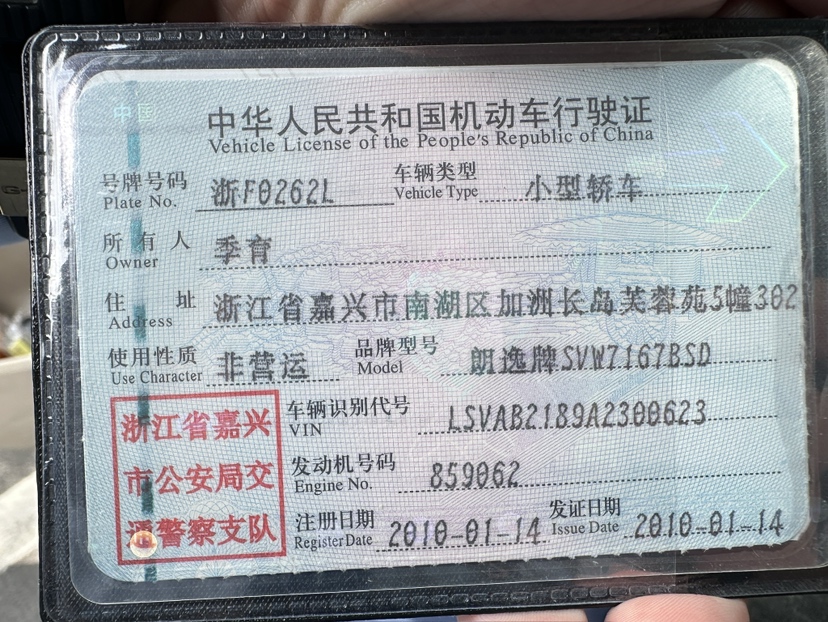 中国
中华人民共和国机动车行驶证
Vehicle License of the People's Republic of China
号牌号码 浙F0262L 车辆类型 小型轿车
Plate No. Vehicle Type
所有人 季育
Owner
住址 浙江省嘉兴市南湖区加洲长岛芙蓉苑5幢302
Address
使用性质 非营运 品牌型号 朗逸牌SVW7167BSD
Use Character Model
浙江省嘉兴
市公安局交
通警察支队
车辆识别代号 LSVAB2189A2300623
VIN
发动机号码 859062
Engine No.
注册日期 2010-01-14 发证日期 2010-01-14
Register Date Issue Date